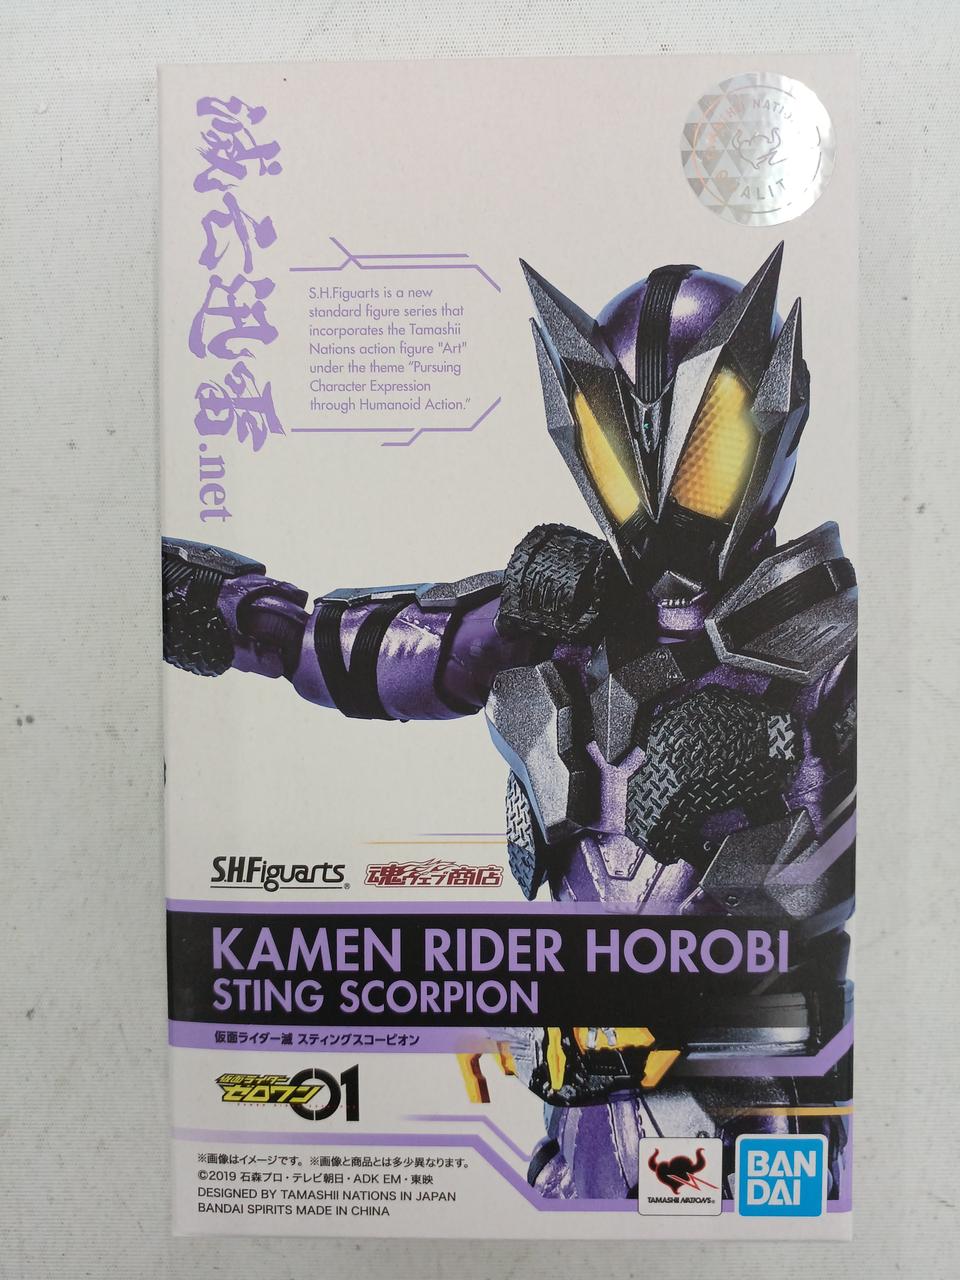 滅亡迅雷.net
TAMASHII NATIONS
QUALITY
S.H.Figuarts is a new
standard figure series that
incorporates the Tamashii
Nations action figure "Art"
under the theme “Pursuing
Character Expression
through Humanoid Action.”
S.H.Figuarts®
魂ウェブ商店
KAMEN RIDER HOROBI
STING SCORPION
仮面ライダー滅 スティングスコーピオン
仮面ライダー
ゼロワン 01
※画像はイメージです。※画像と商品とは多少異なります。
©2019 石森プロ・テレビ朝日・ADK EM・東映
DESIGNED BY TAMASHII NATIONS IN JAPAN
BANDAI SPIRITS MADE IN CHINA
TAMASHII NATIONS®
BAN
DAI